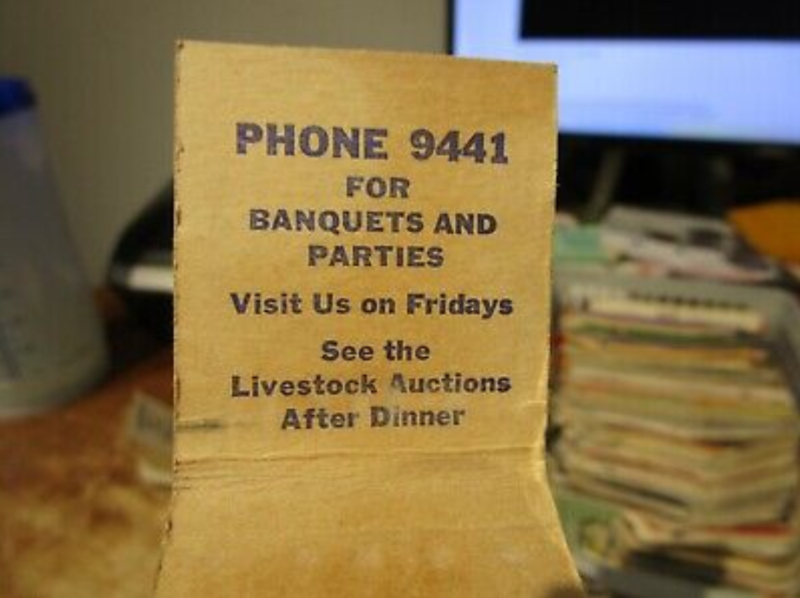 PHONE 9441
FOR
BANQUETS AND
PARTIES
Visit Us on Fridays
See the
Livestock Auctions
After Dinner